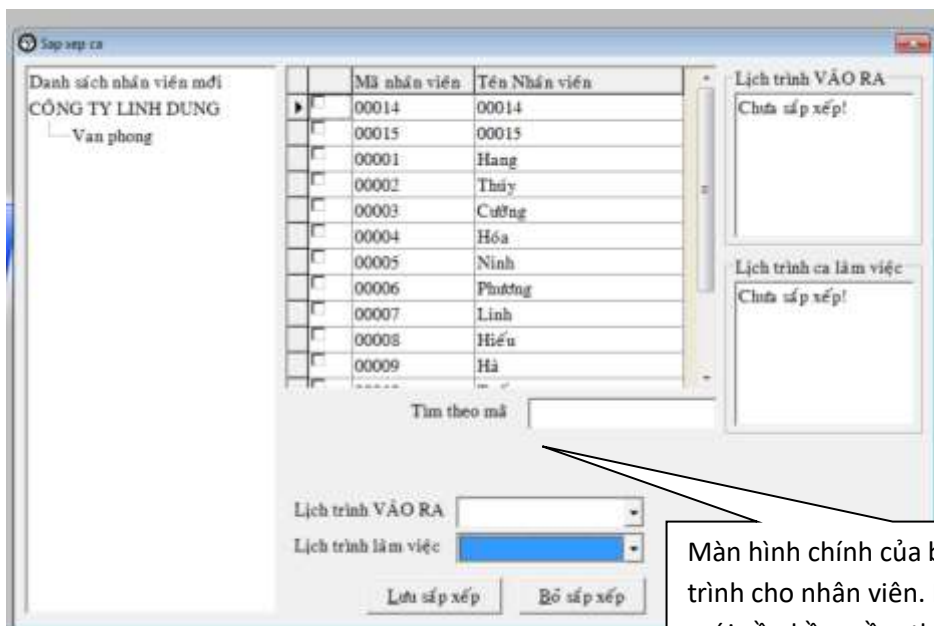 Sap xep ca
Danh sách nhân viên mới
CÔNG TY LINH DUNG
Van phong
Mã nhân viên Tên Nhân viên
00014 00014
00015 00015
00001 Hang
00002 Thúy
00003 Cường
00004 Hóa
00005 Ninh
00006 Phương
00007 Linh
00008 Hiếu
00009 Hà
Tìm theo mã
Lịch trình VÀO RA
Chưa sắp xếp!
Lịch trình ca làm việc
Chưa sắp xếp!
Lịch trình VÀO RA
Lịch trình làm việc
Lưu sắp xếp Bỏ sắp xếp
Màn hình chính của
trình cho nhân viên.